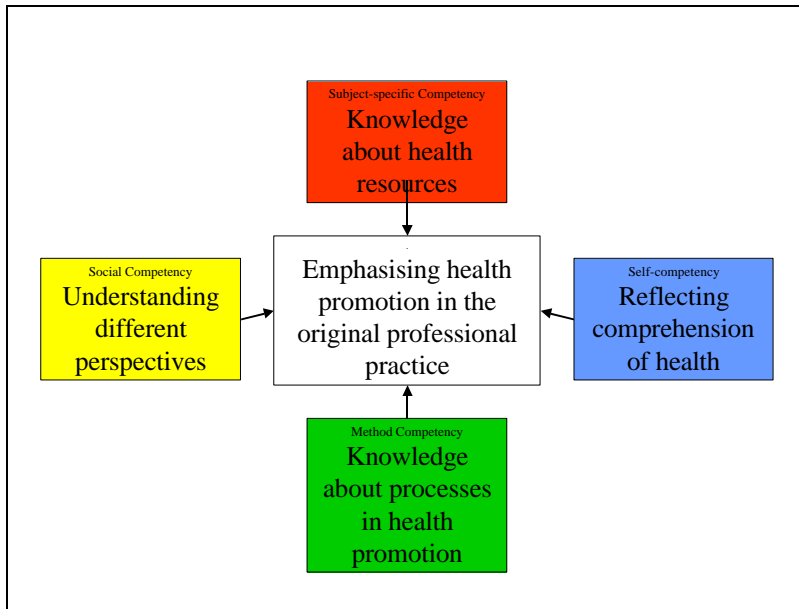 Subject-specific Competency
Knowledge
about health
resources
Emphasising health
promotion in the
original professional
practice
Social Competency
Understanding
different
perspectives
Self-competency
Reflecting
comprehension
of health
Method Competency
Knowledge
about processes
in health
promotion